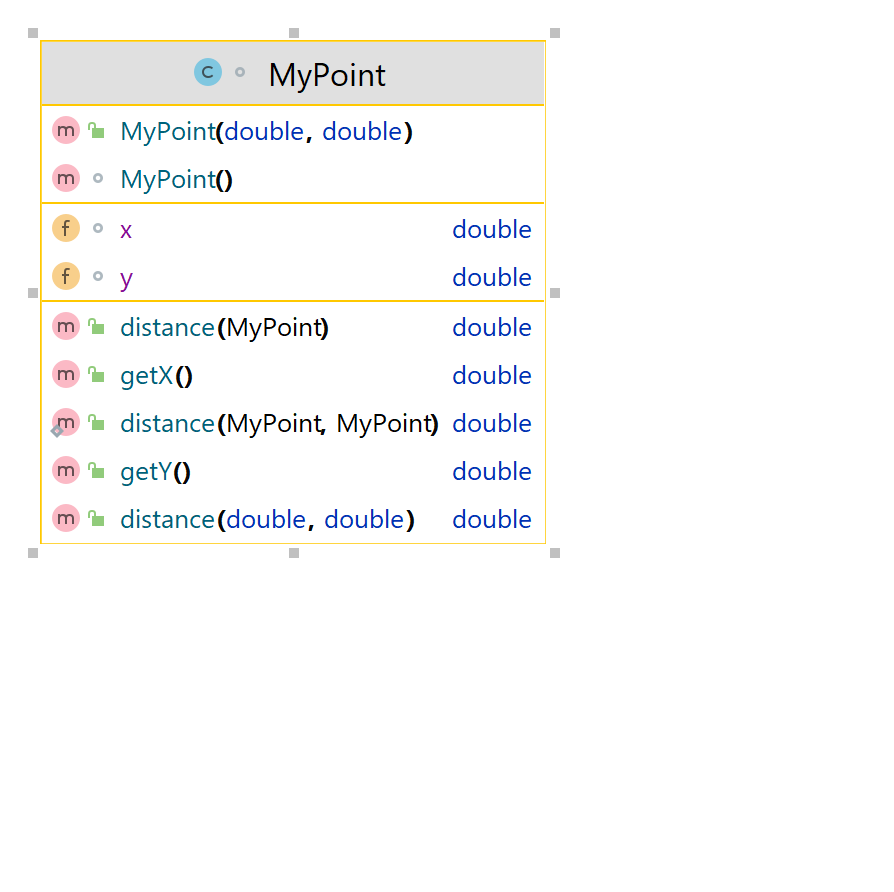 C MyPoint
m MyPoint(double, double)
m MyPoint()
f x double
f y double
m distance(MyPoint) double
m getX() double
m distance(MyPoint, MyPoint) double
m getY() double
m distance(double, double) double